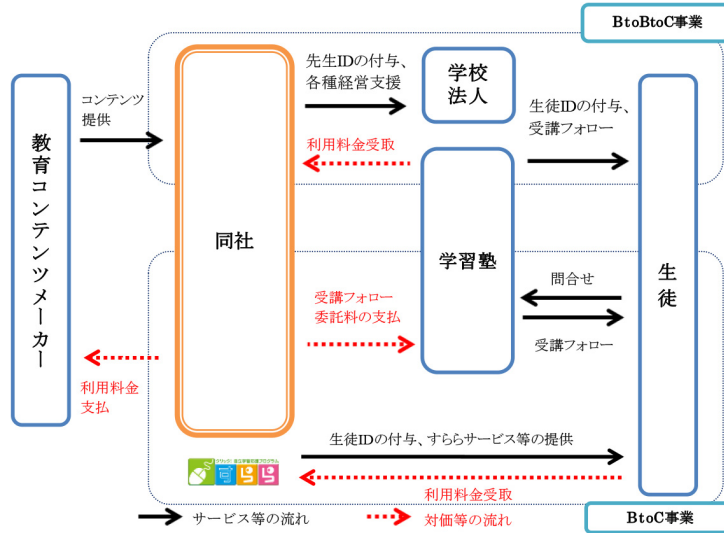 BtoBtoC事業
教育コンテンツメーカー
コンテンツ
提供
同社
先生IDの付与、
各種経営支援
学校
法人
生徒IDの付与、
受講フォロー
利用料金受取
学習塾
生徒
問合せ
受講フォロー
受講フォロー
委託料の支払
利用料金
支払
生徒IDの付与、すららサービス等の提供
すらら
利用料金受取
サービス等の流れ
対価等の流れ
BtoC事業